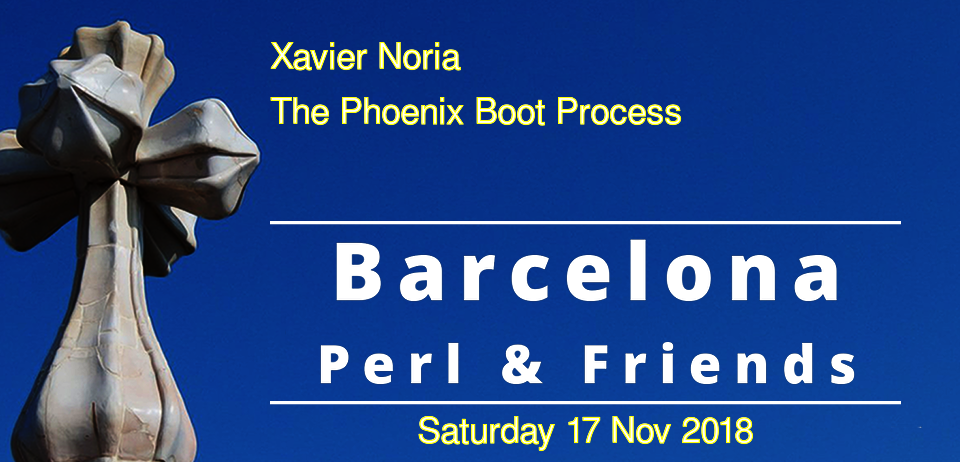 Xavier Noria
The Phoenix Boot Process
Barcelona
Perl & Friends
Saturday 17 Nov 2018